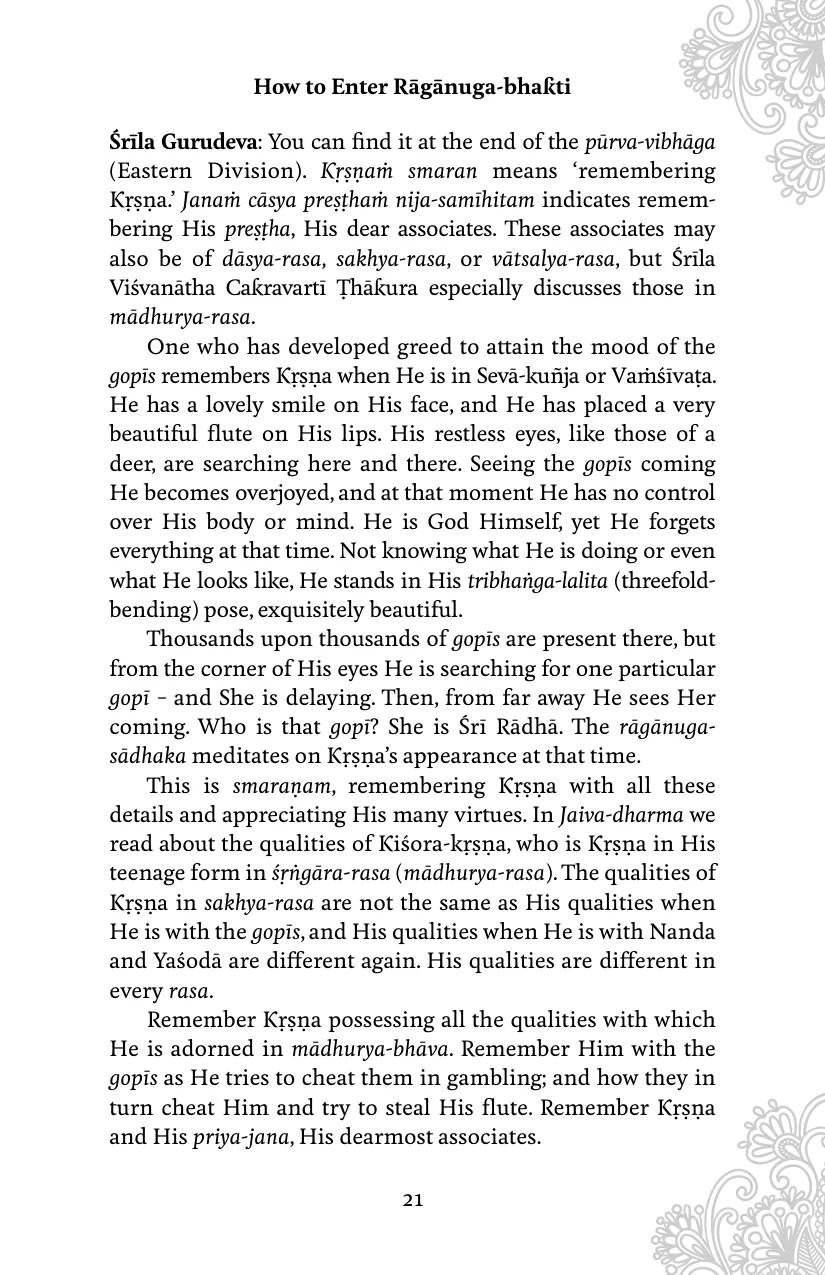 How to Enter Rāgānuga-bhakti
Śrīla Gurudeva: You can find it at the end of the pūrva-vibhāga
(Eastern Division). Kṛṣṇaṁ smaran means ‘remembering
Kṛṣṇa.’ Janaṁ cāsya preṣṭhaṁ nija-samīhitam indicates remem-
bering His preṣṭha, His dear associates. These associates may
also be of dāsya-rasa, sakhya-rasa, or vātsalya-rasa, but Śrīla
Viśvanātha Cakravartī Ṭhākura especially discusses those in
mādhurya-rasa.
One who has developed greed to attain the mood of the
gopīs remembers Kṛṣṇa when He is in Sevā-kuñja or Vaṁśīvaṭa.
He has a lovely smile on His face, and He has placed a very
beautiful flute on His lips. His restless eyes, like those of a
deer, are searching here and there. Seeing the gopīs coming
He becomes overjoyed, and at that moment He has no control
over His body or mind. He is God Himself, yet He forgets
everything at that time. Not knowing what He is doing or even
what He looks like, He stands in His tribhaṅga-lalita (threefold-
bending) pose, exquisitely beautiful.
Thousands upon thousands of gopīs are present there, but
from the corner of His eyes He is searching for one particular
gopī – and She is delaying. Then, from far away He sees Her
coming. Who is that gopī? She is Śrī Rādhā. The rāgānuga-
sādhaka meditates on Kṛṣṇa’s appearance at that time.
This is smaraṇam, remembering Kṛṣṇa with all these
details and appreciating His many virtues. In Jaiva-dharma we
read about the qualities of Kiśora-kṛṣṇa, who is Kṛṣṇa in His
teenage form in śṛṅgāra-rasa (mādhurya-rasa). The qualities of
Kṛṣṇa in sakhya-rasa are not the same as His qualities when
He is with the gopīs, and His qualities when He is with Nanda
and Yaśodā are different again. His qualities are different in
every rasa.
Remember Kṛṣṇa possessing all the qualities with which
He is adorned in mādhurya-bhāva. Remember Him with the
gopīs as He tries to cheat them in gambling; and how they in
turn cheat Him and try to steal His flute. Remember Kṛṣṇa
and His priya-jana, His dearmost associates.
21